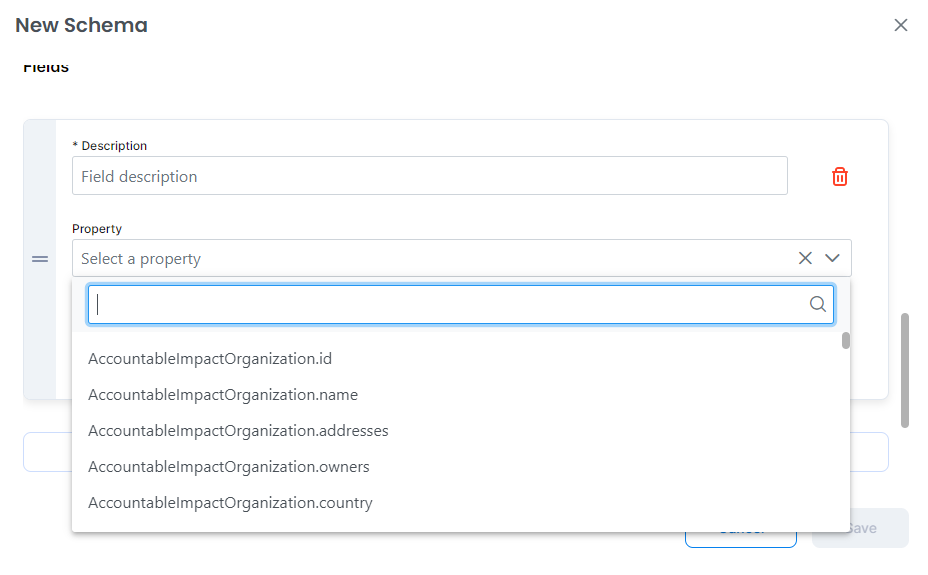 New Schema
Fields
* Description
Field description
Property
Select a property
AccountableImpactOrganization.id
AccountableImpactOrganization.name
AccountableImpactOrganization.addresses
AccountableImpactOrganization.owners
AccountableImpactOrganization.country
Cancel
Save